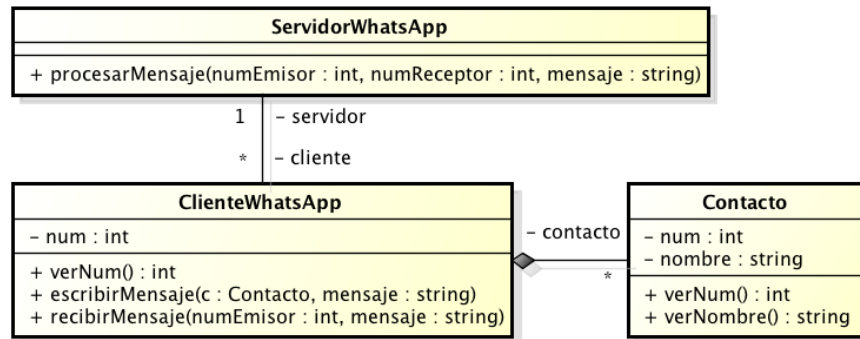 ServidorWhatsApp
+ procesarMensaje(numEmisor : int, numReceptor : int, mensaje : string)
1
- servidor
*
- cliente
ClienteWhatsApp
- num : int
+ verNum() : int
+ escribirMensaje(c : Contacto, mensaje : string)
+ recibirMensaje(numEmisor : int, mensaje : string)
- contacto
*
Contacto
- num : int
- nombre : string
+ verNum() : int
+ verNombre() : string